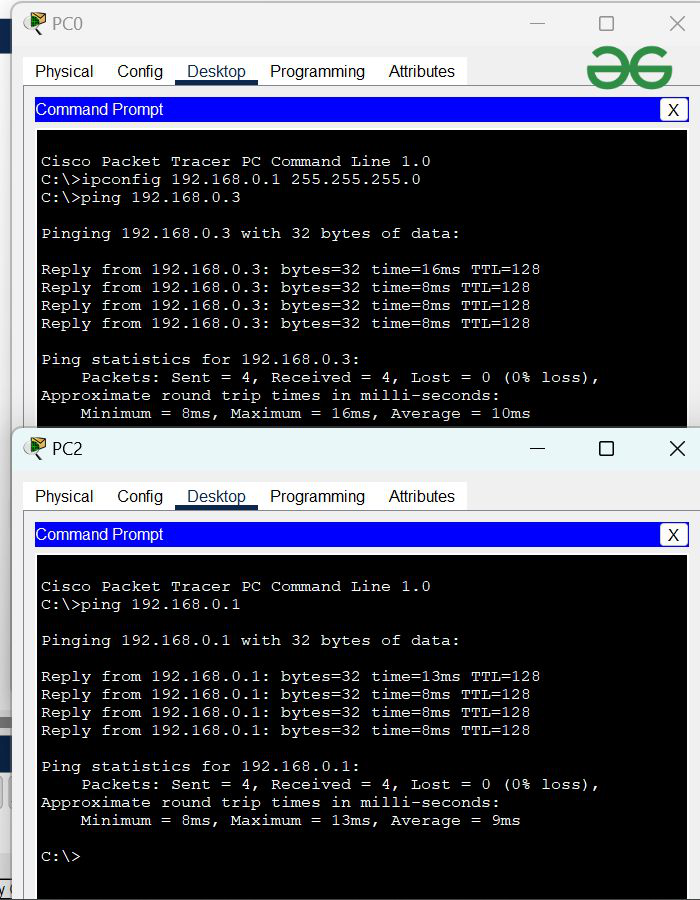 PC0
Physical Config Desktop Programming Attributes
Command Prompt X
Cisco Packet Tracer PC Command Line 1.0
C:\>ipconfig 192.168.0.1 255.255.255.0
C:\>ping 192.168.0.3
Pinging 192.168.0.3 with 32 bytes of data:
Reply from 192.168.0.3: bytes=32 time=16ms TTL=128
Reply from 192.168.0.3: bytes=32 time=8ms TTL=128
Reply from 192.168.0.3: bytes=32 time=8ms TTL=128
Reply from 192.168.0.3: bytes=32 time=8ms TTL=128
Ping statistics for 192.168.0.3:
Packets: Sent = 4, Received = 4, Lost = 0 (0% loss),
Approximate round trip times in milli-seconds:
Minimum = 8ms, Maximum = 16ms, Average = 10ms
PC2
Physical Config Desktop Programming Attributes
Command Prompt X
Cisco Packet Tracer PC Command Line 1.0
C:\>ping 192.168.0.1
Pinging 192.168.0.1 with 32 bytes of data:
Reply from 192.168.0.1: bytes=32 time=13ms TTL=128
Reply from 192.168.0.1: bytes=32 time=8ms TTL=128
Reply from 192.168.0.1: bytes=32 time=8ms TTL=128
Reply from 192.168.0.1: bytes=32 time=8ms TTL=128
Ping statistics for 192.168.0.1:
Packets: Sent = 4, Received = 4, Lost = 0 (0% loss),
Approximate round trip times in milli-seconds:
Minimum = 8ms, Maximum = 13ms, Average = 9ms
C:\>